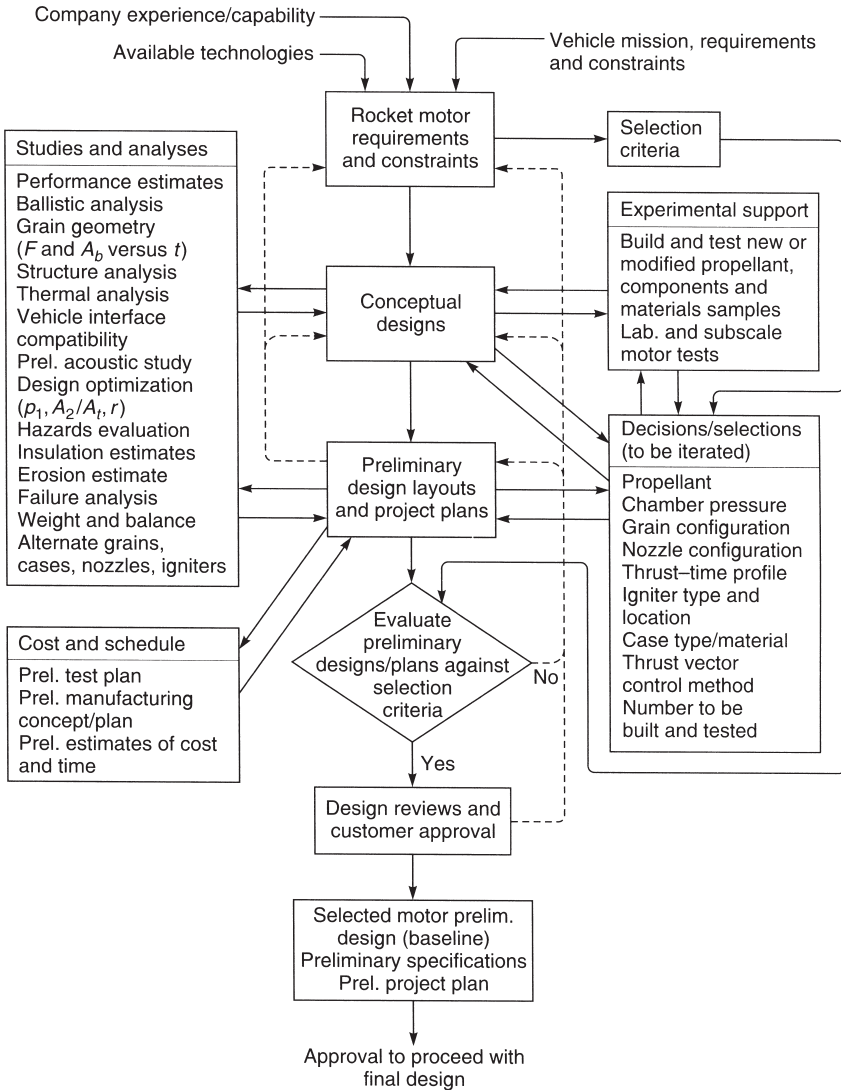 Company experience/capability
Available technologies
Vehicle mission, requirements
and constraints
Rocket motor
requirements
and constraints
Selection
criteria
Studies and analyses
Performance estimates
Ballistic analysis
Grain geometry
(F and A_b versus t)
Structure analysis
Thermal analysis
Vehicle interface
compatibility
Prel. acoustic study
Design optimization
(p_1, A_2/A_t, r)
Hazards evaluation
Insulation estimates
Erosion estimate
Failure analysis
Weight and balance
Alternate grains,
cases, nozzles, igniters
Experimental support
Build and test new or
modified propellant,
components and
materials samples
Lab. and subscale
motor tests
Conceptual
designs
Decisions/selections
(to be iterated)
Propellant
Chamber pressure
Grain configuration
Nozzle configuration
Thrust–time profile
Igniter type and
location
Case type/material
Thrust vector
control method
Number to be
built and tested
Preliminary
design layouts
and project plans
Cost and schedule
Prel. test plan
Prel. manufacturing
concept/plan
Prel. estimates of cost
and time
Evaluate
preliminary
designs/plans against
selection
criteria
No
Yes
Design reviews and
customer approval
Selected motor prelim.
design (baseline)
Preliminary specifications
Prel. project plan
Approval to proceed with
final design